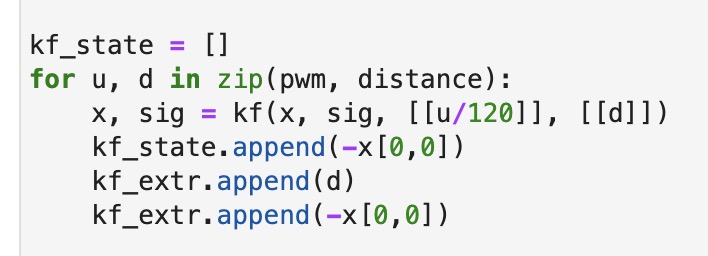 kf_state = []
for u, d in zip(pwm, distance):
    x, sig = kf(x, sig, [[u/120]], [[d]])
    kf_state.append(-x[0,0])
    kf_extr.append(d)
    kf_extr.append(-x[0,0])